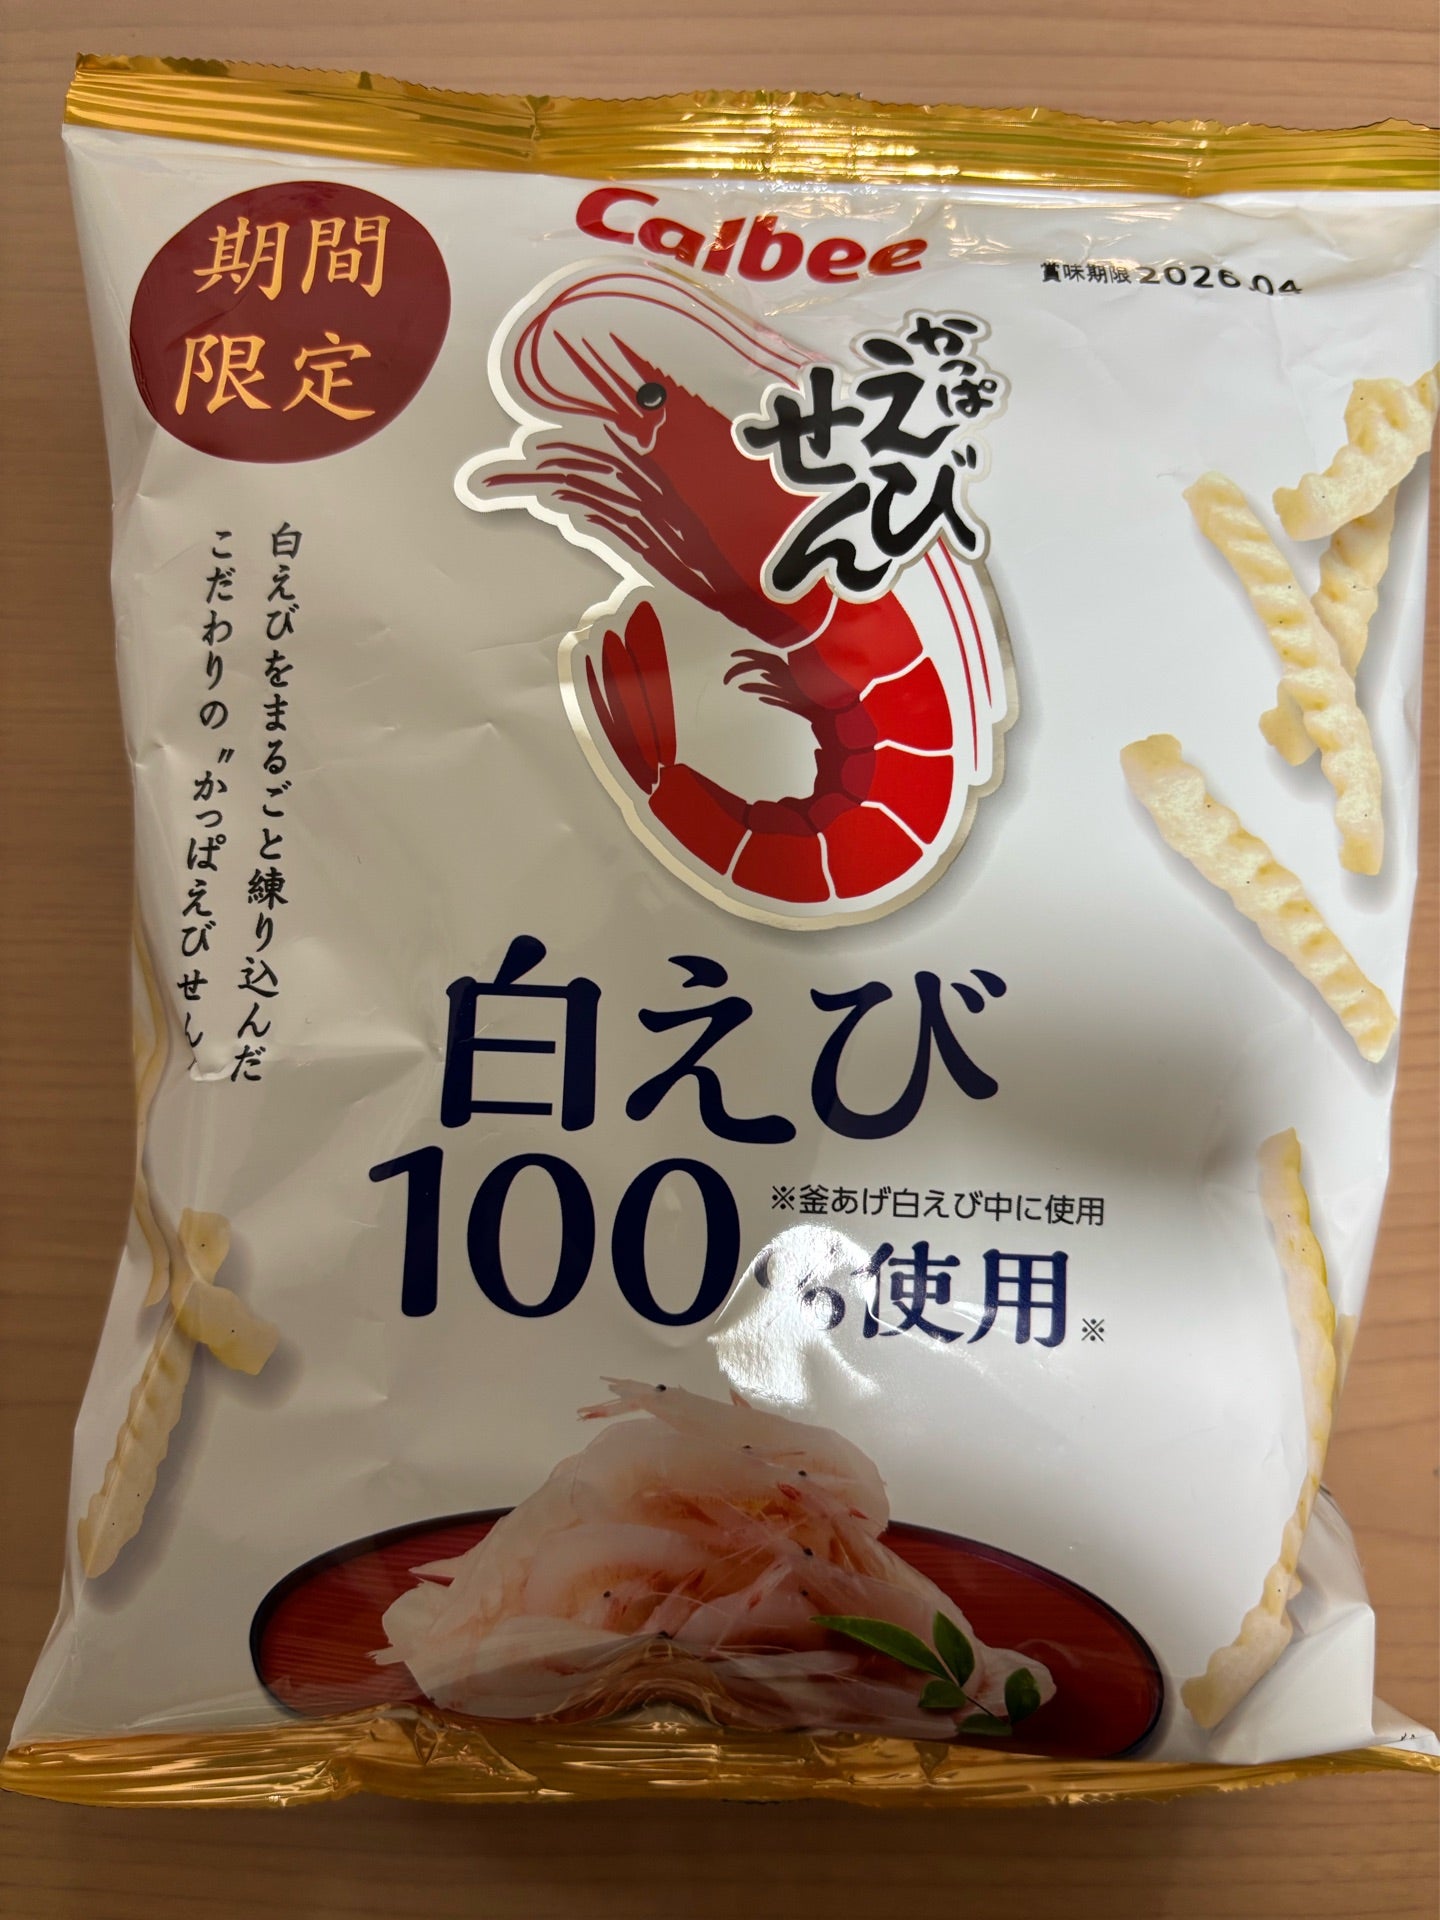 Calbee
賞味期限 2026.04
期間
限定
かっぱ
えび
せん
白えびをまるごと練り込んだ
こだわりの"かっぱえびせん
白えび
※釜あげ白えび中に使用
100%使用※